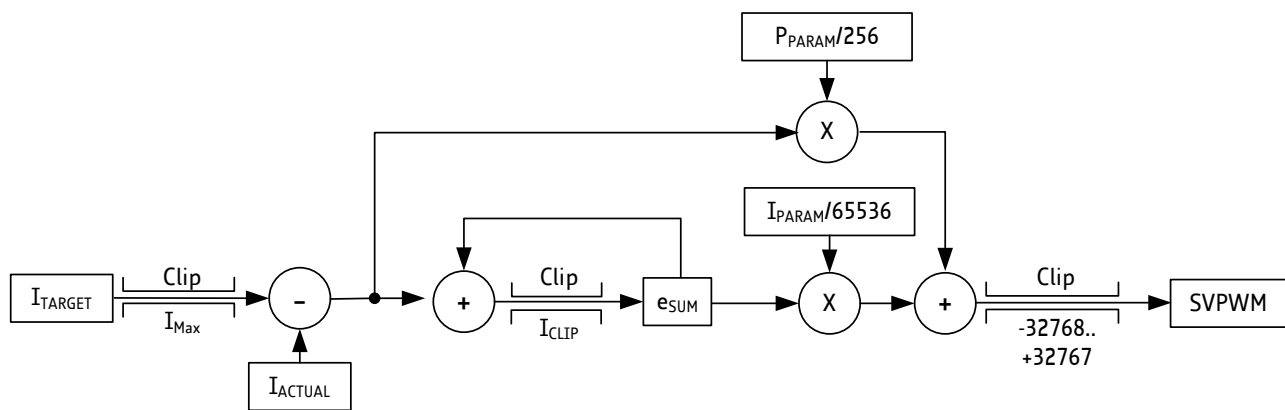 P_PARAM/256
X
I_PARAM/65536
I_TARGET
Clip
I_Max
-
I_ACTUAL
+
Clip
I_CLIP
e_SUM
X
+
Clip
-32768..
+32767
SVPWM